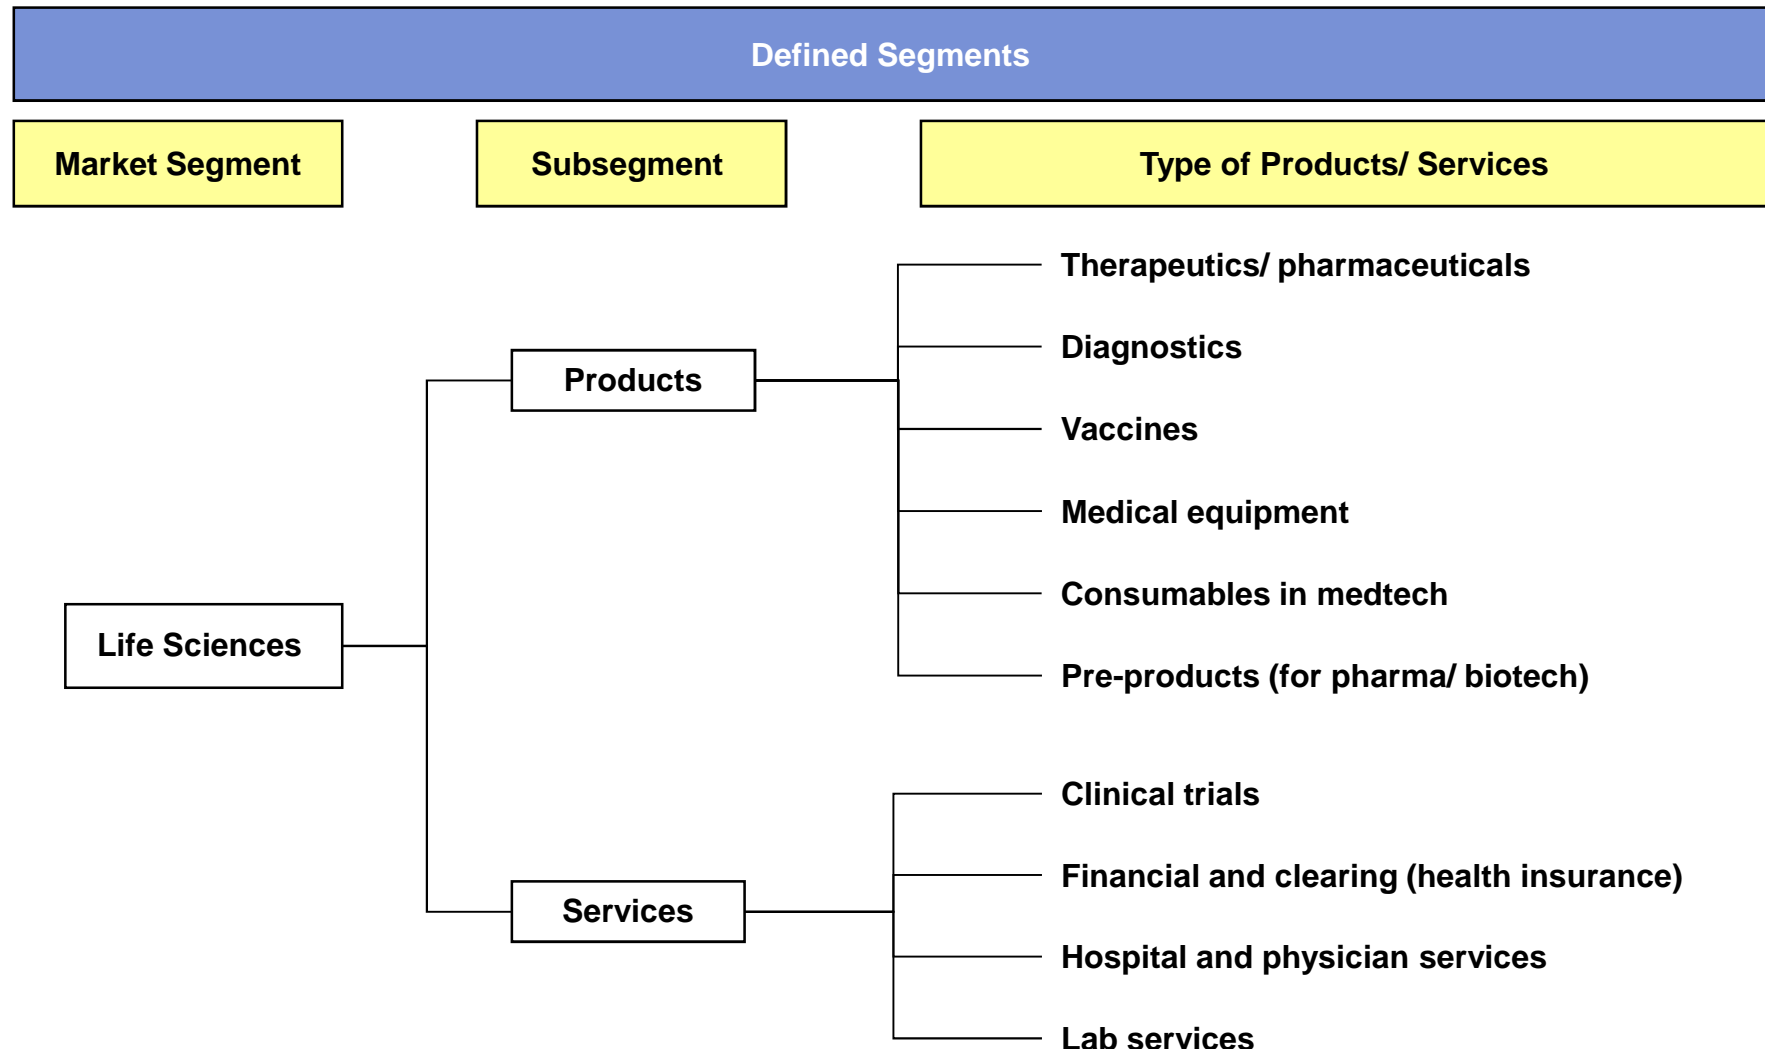 Defined Segments
Market Segment
Subsegment
Type of Products/ Services
Therapeutics/ pharmaceuticals
Diagnostics
Products
Vaccines
Medical equipment
Consumables in medtech
Life Sciences
Pre-products (for pharma/ biotech)
Clinical trials
Financial and clearing (health insurance)
Services
Hospital and physician services
Lab services